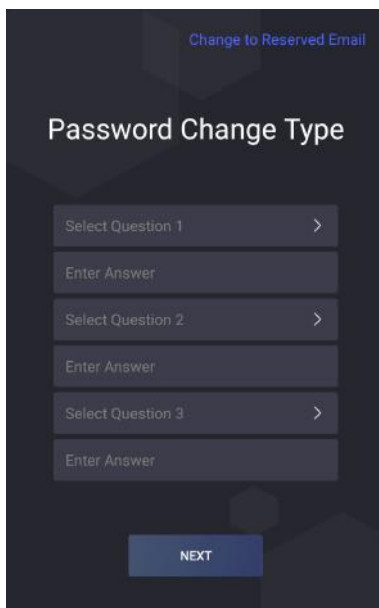 Change to Reserved Email
Password Change Type
Select Question 1
Enter Answer
Select Question 2
Enter Answer
Select Question 3
Enter Answer
NEXT